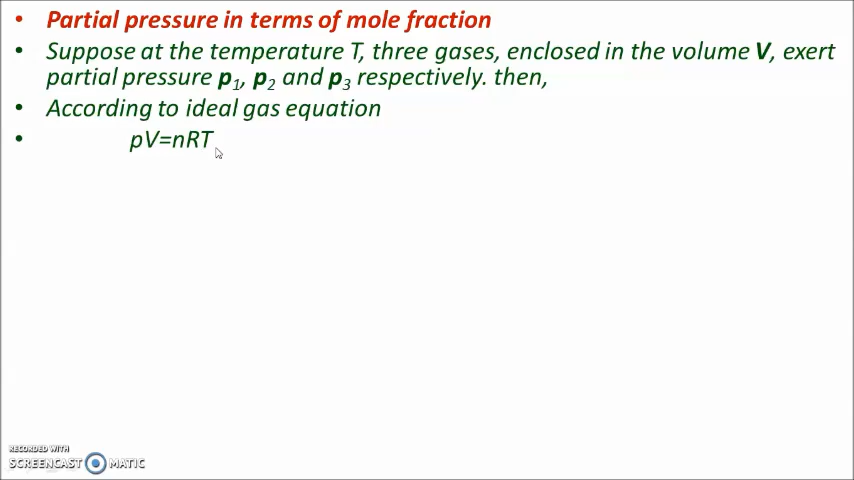 • Partial pressure in terms of mole fraction
• Suppose at the temperature T, three gases, enclosed in the volume V, exert
partial pressure p₁, p₂ and p₃ respectively. then,
• According to ideal gas equation
• pV=nRT
RECORDED WITH
SCREENCAST MATIC